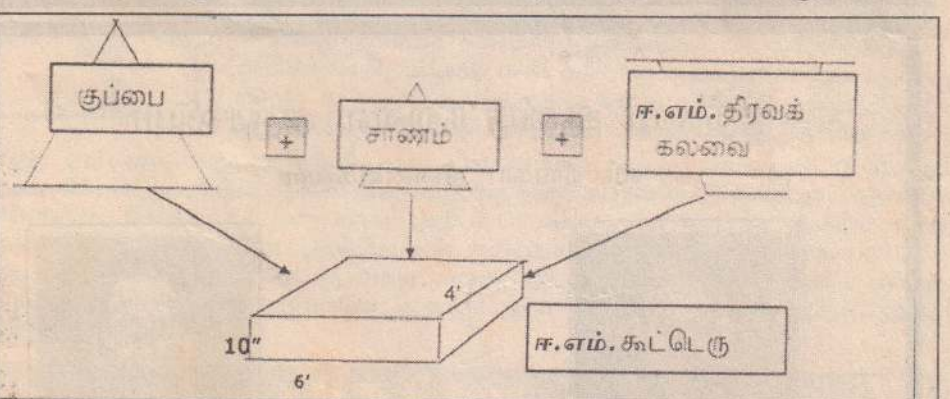 குப்பை
+
சாணம்
+
ஈ.எம். திரவக்
கலவை
4'
10"
6'
ஈ.எம். கூட்டெரு